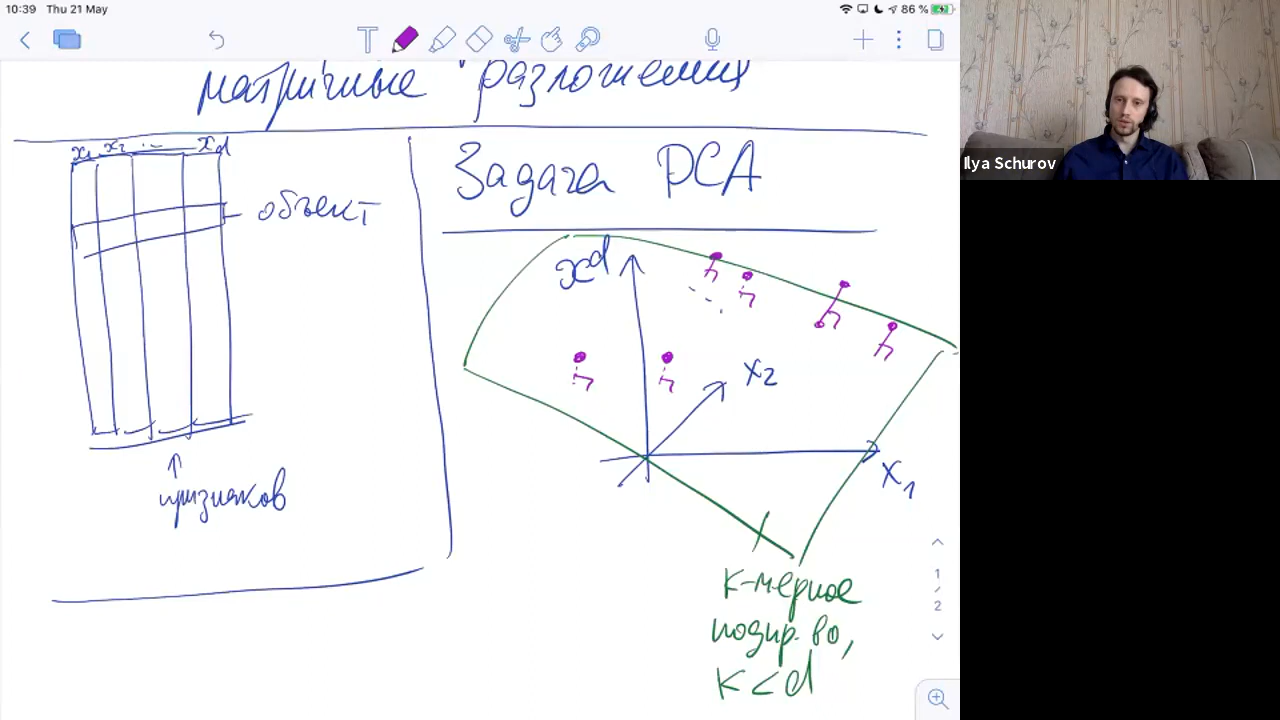 10:39 Thu 21 May
86 %
T
матричные разложения
x₁ x₂ ... x_d
объект
признаков
Задача PCA
x^d
x₂
x₁
к-мерное
подпр-во,
к < d
1
/
2
Ilya Schurov